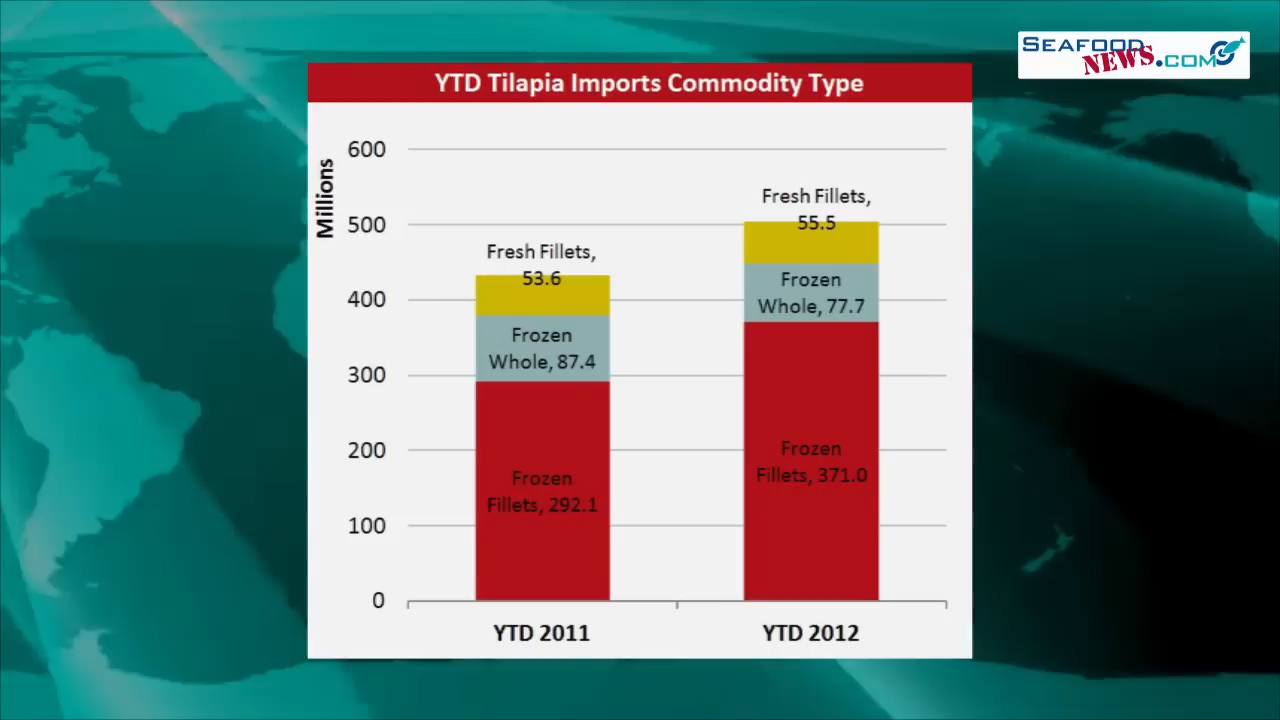 SEAFOOD
NEWS.COM
YTD Tilapia Imports Commodity Type
Millions
600
500
400
300
200
100
0
Fresh Fillets,
53.6
Frozen
Whole, 87.4
Frozen
Fillets, 292.1
Fresh Fillets,
55.5
Frozen
Whole, 77.7
Frozen
Fillets, 371.0
YTD 2011
YTD 2012